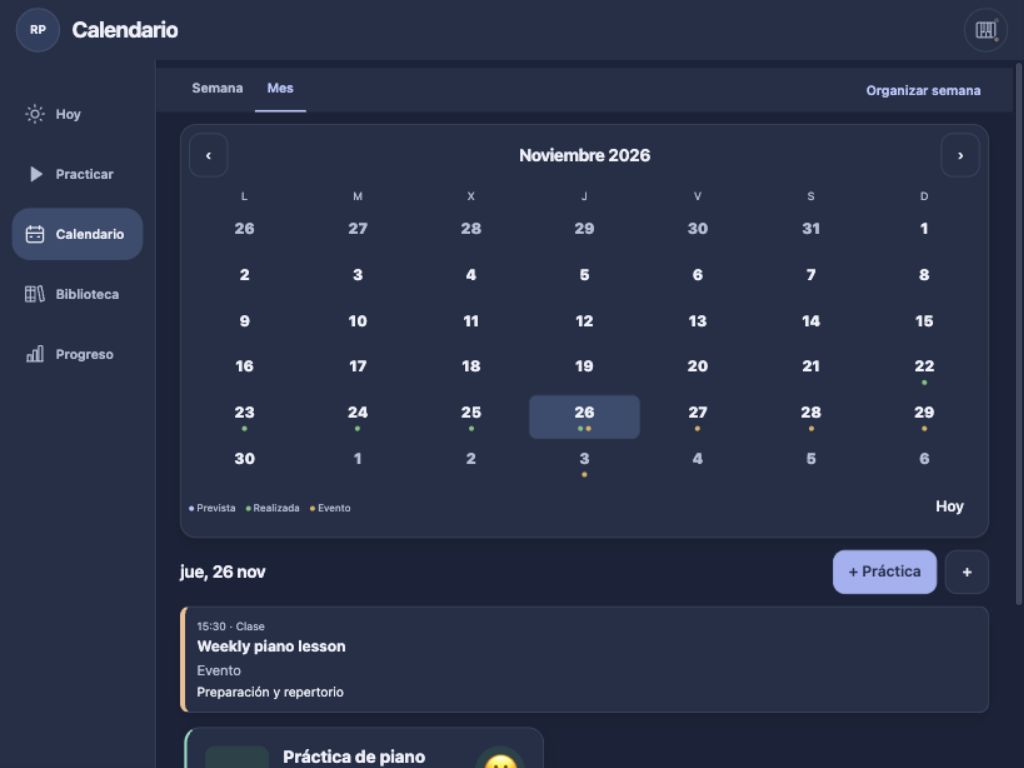 RP
Calendario
Hoy
Practicar
Calendario
Biblioteca
Progreso
Semana Mes Organizar semana
‹ Noviembre 2026 ›
L M X J V S D
26 27 28 29 30 31 1
2 3 4 5 6 7 8
9 10 11 12 13 14 15
16 17 18 19 20 21 22
23 24 25 26 27 28 29
30 1 2 3 4 5 6
Prevista Realizada Evento Hoy
jue, 26 nov + Práctica +
15:30 · Clase
Weekly piano lesson
Evento
Preparación y repertorio
Práctica de piano